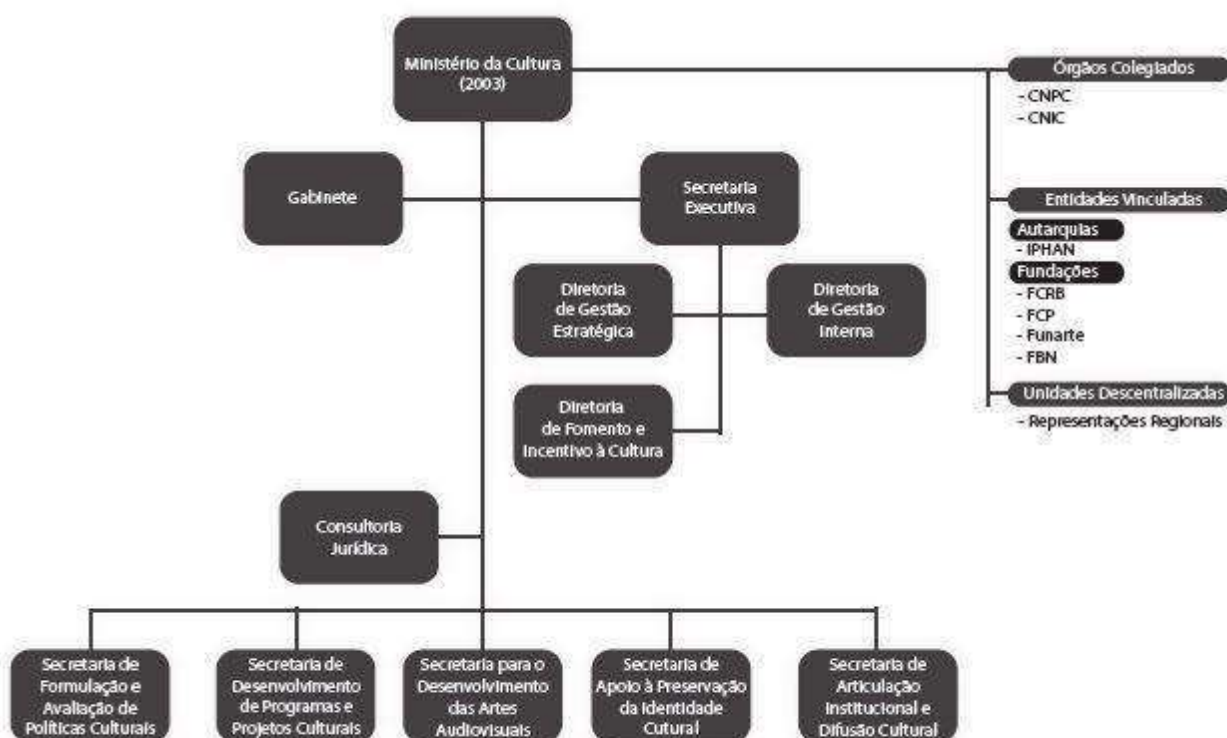 Ministério da Cultura
(2003)
Órgãos Colegiados
- CNPC
- CNIC
Gabinete
Secretaria
Executiva
Entidades Vinculadas
Autarquias
- IPHAN
Fundações
- FCRB
- FCP
- Funarte
- FBN
Diretoria
de Gestão
Estratégica
Diretoria
de Gestão
Interna
Unidades Descentralizadas
- Representações Regionais
Diretoria
de Fomento e
Incentivo à Cultura
Consultoria
Jurídica
Secretaria de
Formulação e
Avaliação de
Políticas Culturais
Secretaria de
Desenvolvimento
de Programas e
Projetos Culturais
Secretaria para o
Desenvolvimento
das Artes
Audiovisuais
Secretaria de
Apoio à Preservação
da Identidade
Cutural
Secretaria de
Articulação
Institucional e
Difusão Cultural